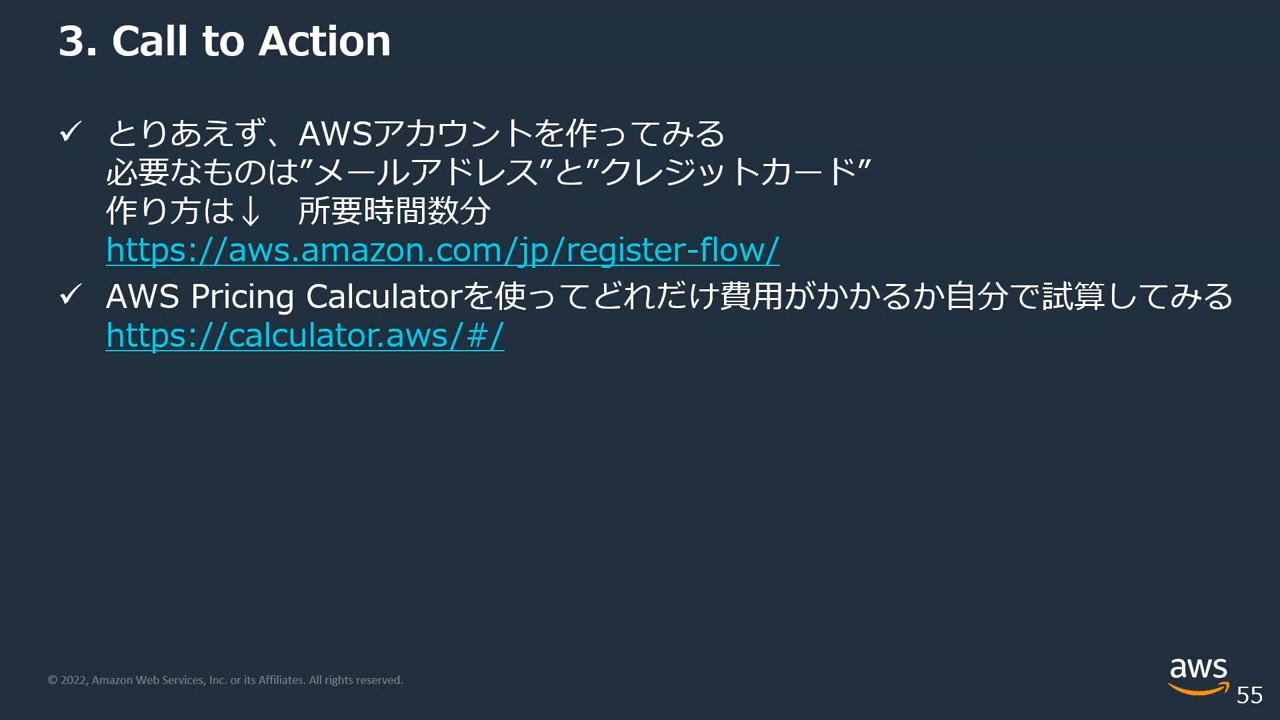 3. Call to Action
✓ とりあえず、AWSアカウントを作ってみる
必要なものは”メールアドレス”と”クレジットカード”
作り方は↓　所要時間数分
https://aws.amazon.com/jp/register-flow/
✓ AWS Pricing Calculatorを使ってどれだけ費用がかかるか自分で試算してみる
https://calculator.aws/#/
© 2022, Amazon Web Services, Inc. or its Affiliates. All rights reserved.
aws
55